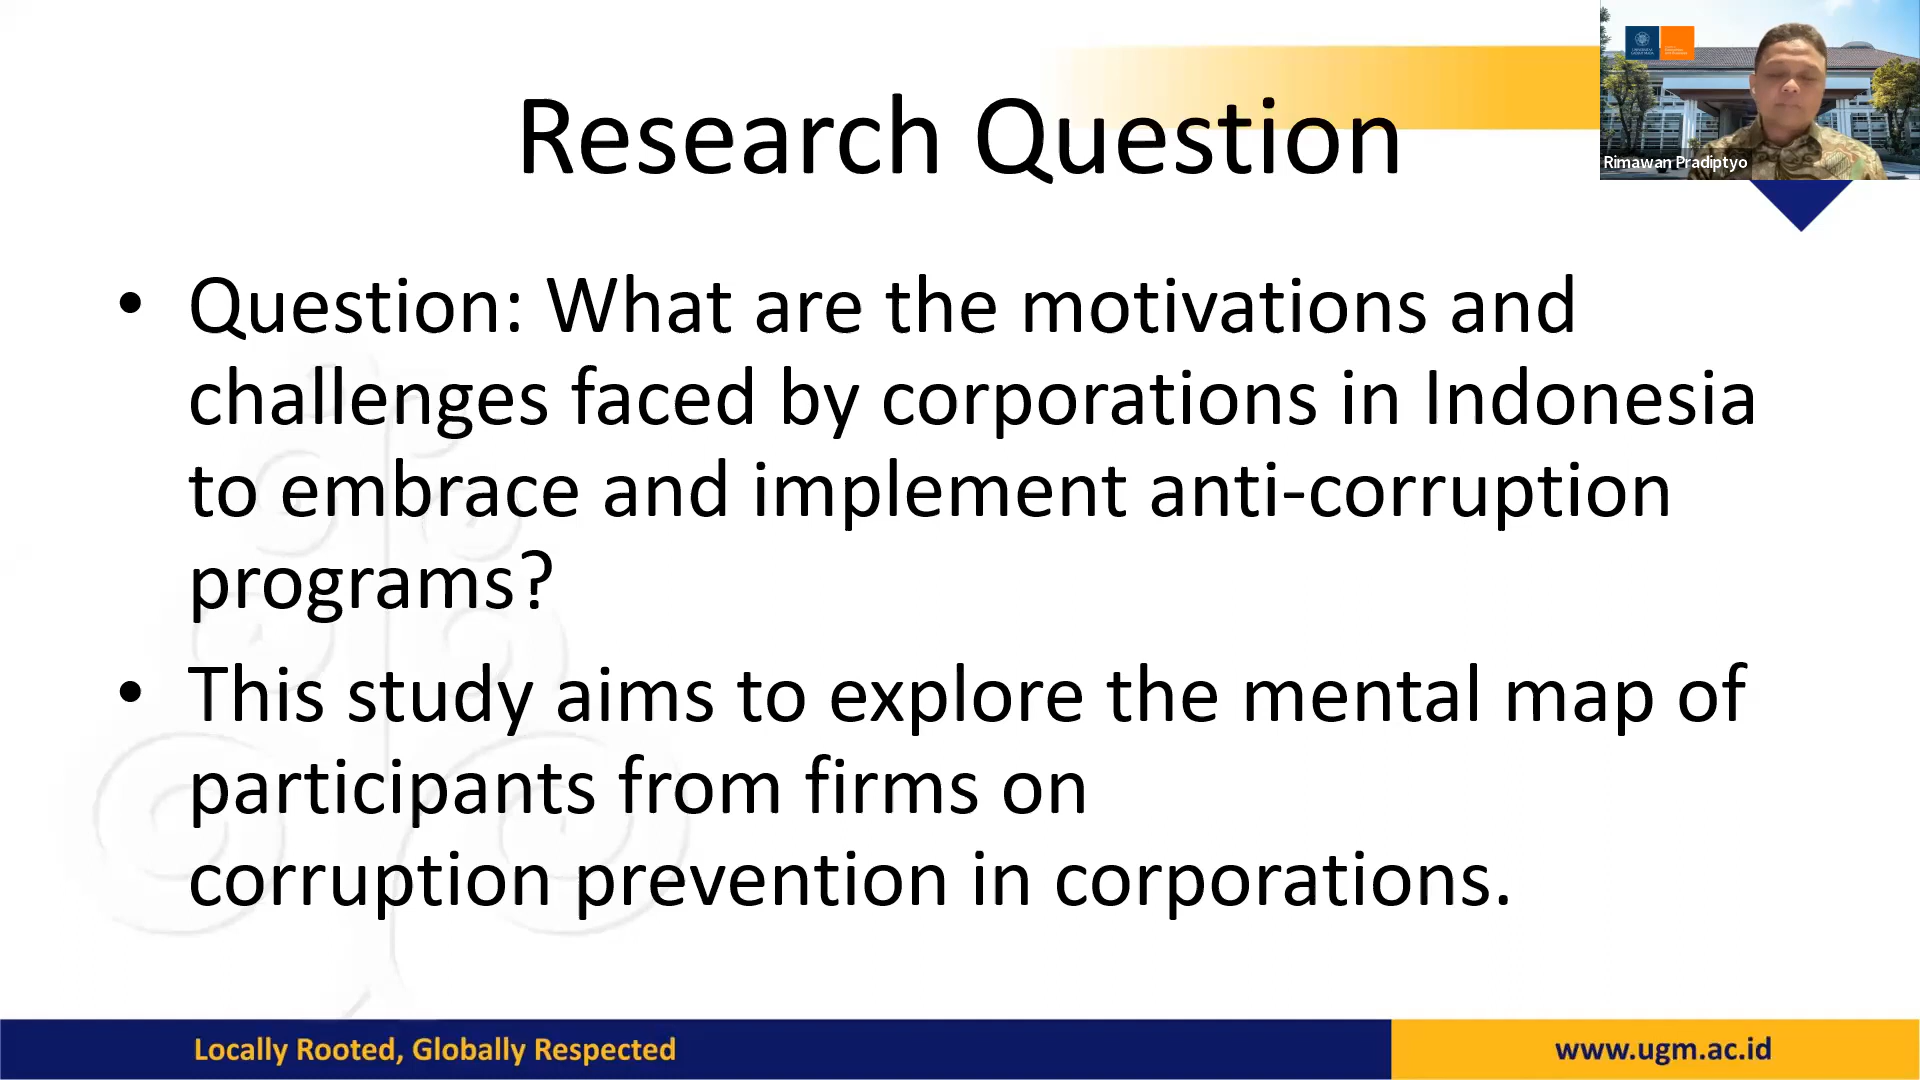 Research Question
Rimawan Pradiptyo
• Question: What are the motivations and
challenges faced by corporations in Indonesia
to embrace and implement anti-corruption
programs?
• This study aims to explore the mental map of
participants from firms on
corruption prevention in corporations.
Locally Rooted, Globally Respected
www.ugm.ac.id